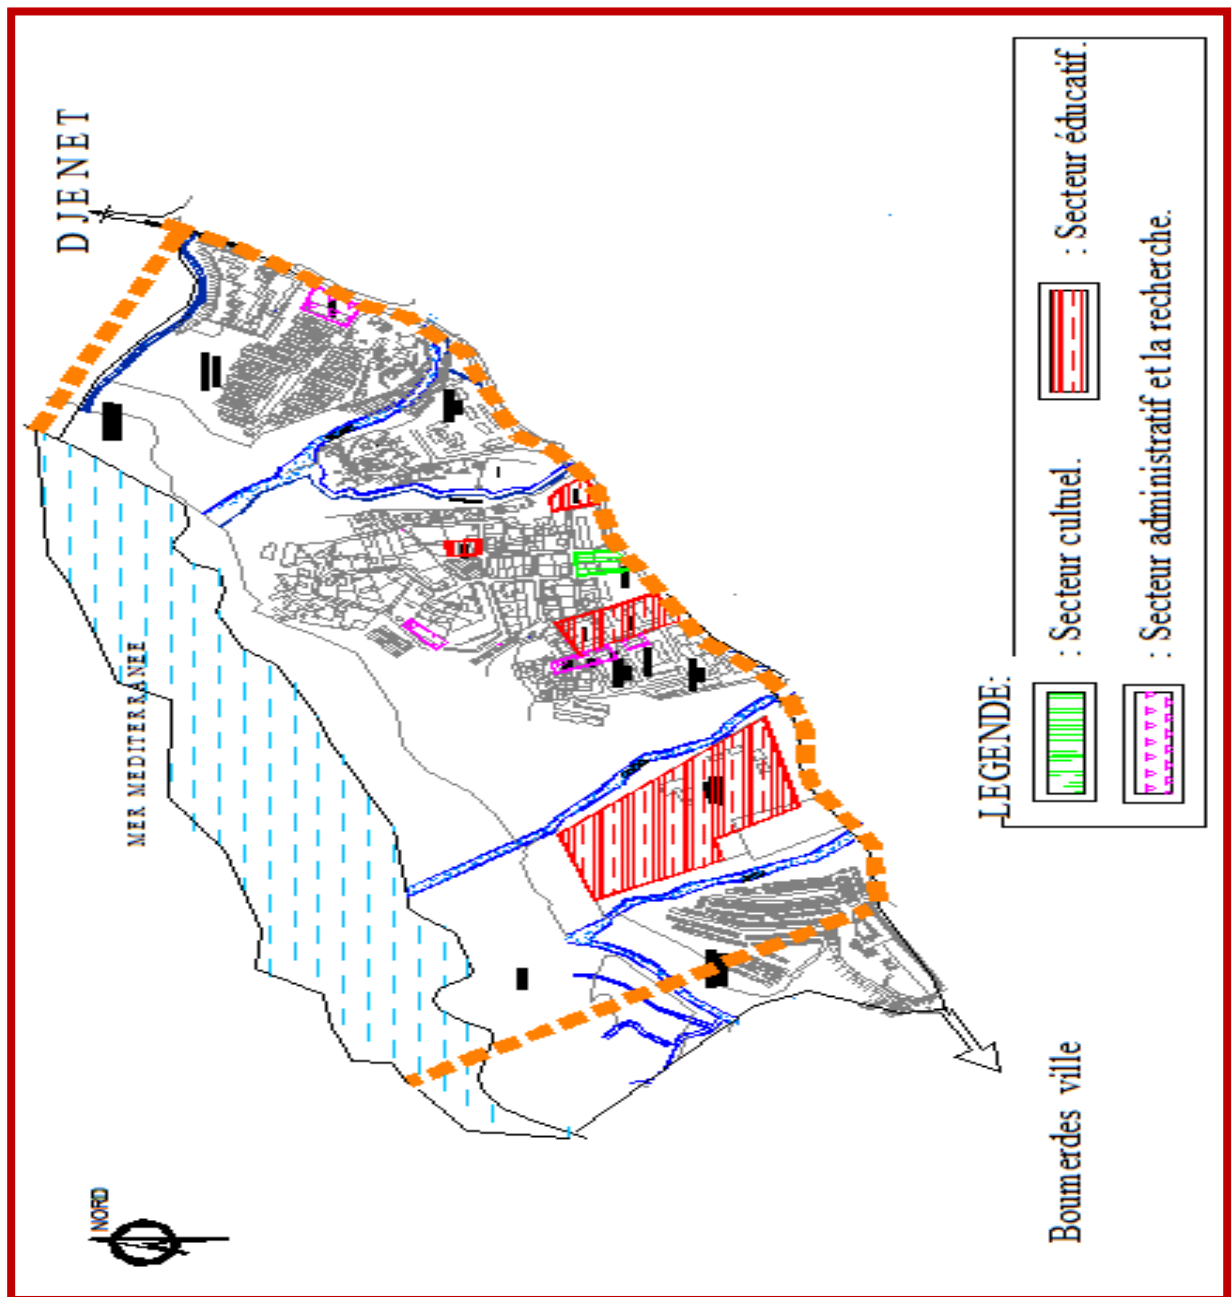 DJENET
MER MEDITERRANEE
NORD
Boumerdes ville
LEGENDE:
: Secteur cultuel.
: Secteur éducatif.
: Secteur administratif et la recherche.